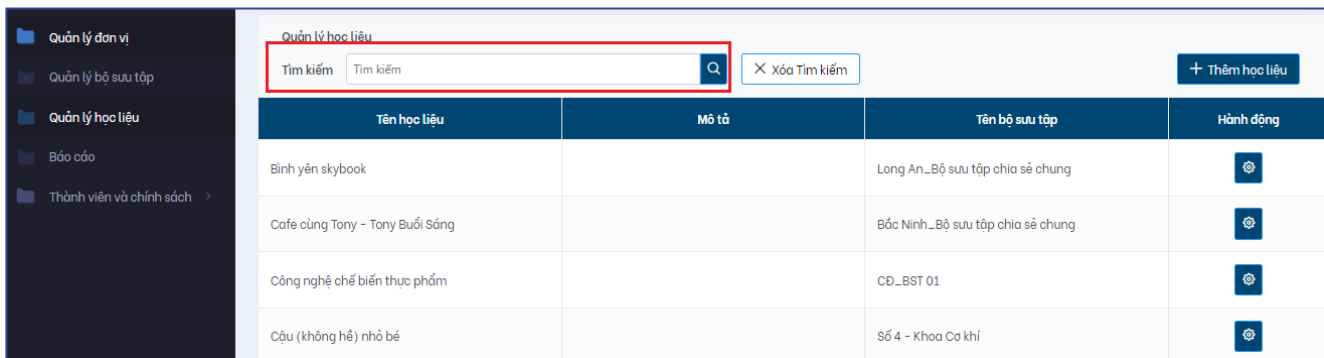 Quản lý đơn vị
Quản lý bộ sưu tập
Quản lý học liệu
Báo cáo
Thành viên và chính sách
Quản lý học liệu
Tìm kiếm Tìm kiếm Xóa Tìm kiếm + Thêm học liệu
Tên học liệu Mô tả Tên bộ sưu tập Hành động
Bình yên skybook Long An_Bộ sưu tập chia sẻ chung
Cafe cùng Tony - Tony Buổi Sáng Bắc Ninh_Bộ sưu tập chia sẻ chung
Công nghệ chế biến thực phẩm CĐ_BST 01
Cậu (không hề) nhỏ bé Số 4 - Khoa Cơ khí